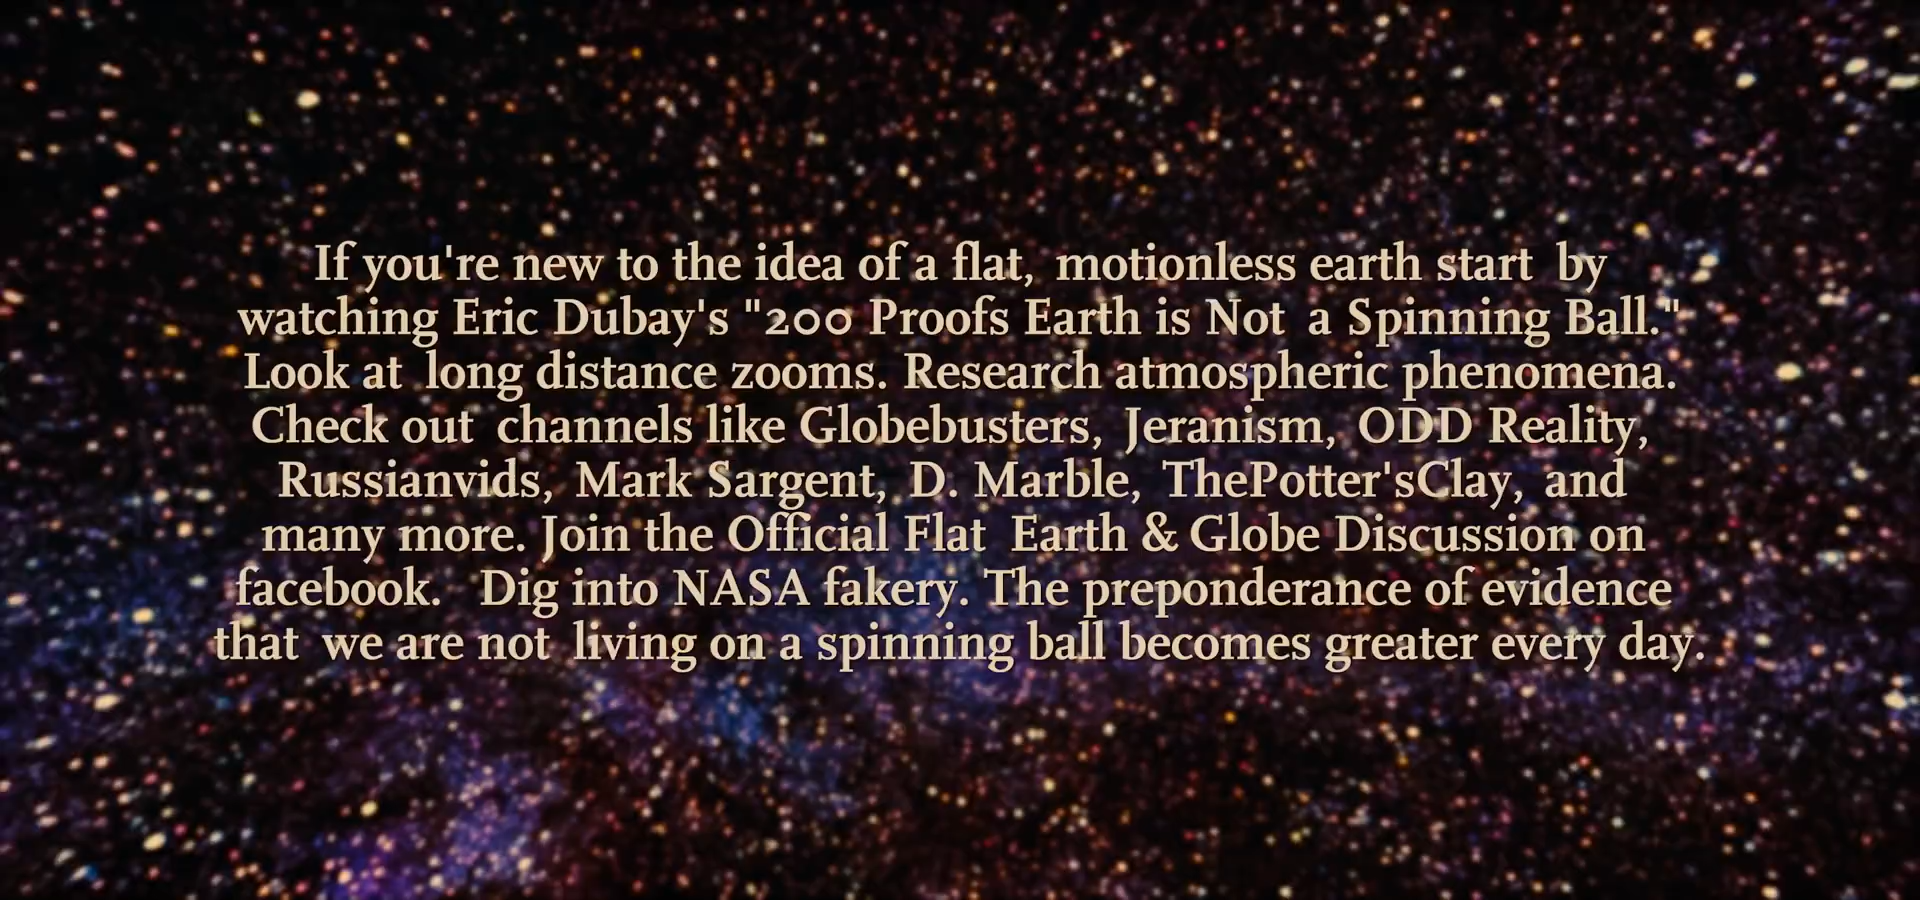 If you're new to the idea of a flat, motionless earth start by
watching Eric Dubay's "200 Proofs Earth is Not a Spinning Ball."
Look at long distance zooms. Research atmospheric phenomena.
Check out channels like Globebusters, Jeranism, ODD Reality,
Russianvids, Mark Sargent, D. Marble, ThePotter'sClay, and
many more. Join the Official Flat Earth & Globe Discussion on
facebook. Dig into NASA fakery. The preponderance of evidence
that we are not living on a spinning ball becomes greater every day.